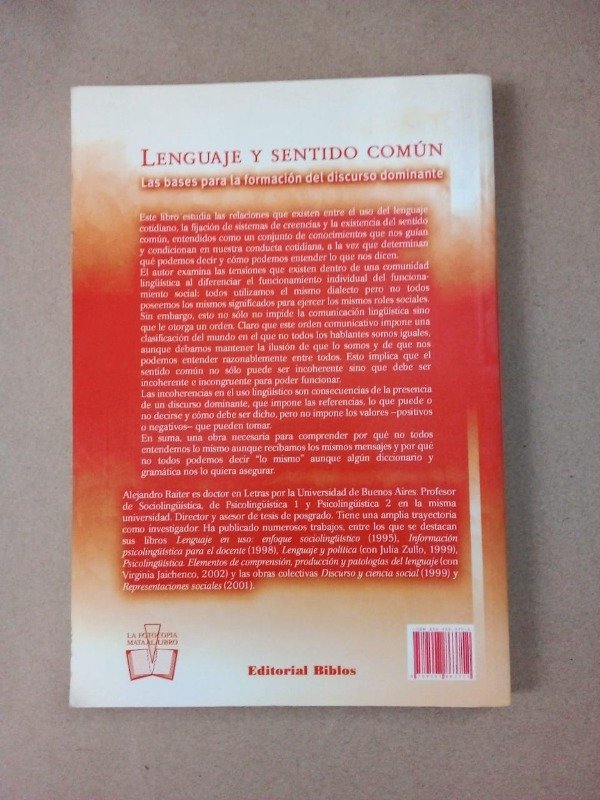 LENGUAJE Y SENTIDO COMÚN
Las bases para la formación del discurso dominante
Este libro estudia las relaciones que existen entre el uso del lenguaje
cotidiano, la fijación de sistemas de creencias y la existencia del sentido
común, entendidos como un conjunto de conocimientos que nos guían
y condicionan en nuestra conducta cotidiana, a la vez que determinan
qué podemos decir y cómo podemos entender lo que nos dicen.
El autor examina las tensiones que existen dentro de una comunidad
lingüística al diferenciar el funcionamiento individual del funciona-
miento social: todos utilizamos el mismo dialecto pero no todos
poseemos los mismos significados para ejercer los mismos roles sociales.
Sin embargo, esto no sólo no impide la comunicación lingüística sino
que le otorga un orden. Claro que este orden comunicativo impone una
clasificación del mundo en el que no todos los hablantes somos iguales,
aunque debamos mantener la ilusión de que lo somos y de que nos
podemos entender razonablemente entre todos. Esto implica que el
sentido común no sólo puede ser incoherente sino que debe ser
incoherente e incongruente para poder funcionar.
Las incoherencias en el uso lingüístico son consecuencias de la presencia
de un discurso dominante, que impone las referencias, lo que puede o
no decirse y cómo debe ser dicho, pero no impone los valores –positivos
o negativos– que pueden tomar.
En suma, una obra necesaria para comprender por qué no todos
entendemos lo mismo aunque recibamos los mismos mensajes y por qué
no todos podemos decir "lo mismo" aunque algún diccionario y
gramática nos lo quiera asegurar.
Alejandro Raiter es doctor en Letras por la Universidad de Buenos Aires. Profesor
de Sociolingüística, de Psicolingüística 1 y Psicolingüística 2 en la misma
universidad. Director y asesor de tesis de posgrado. Tiene una amplia trayectoria
como investigador. Ha publicado numerosos trabajos, entre los que se destacan
sus libros Lenguaje en uso: enfoque sociolingüístico (1995), Información
psicolingüística para el docente (1998), Lenguaje y política (con Julia Zullo, 1999),
Psicolingüística. Elementos de comprensión, producción y patologías del lenguaje (con
Virginia Jaichenco, 2002) y las obras colectivas Discurso y ciencia social (1999) y
Representaciones sociales (2001).
LA FOTOCOPIA
MATA AL LIBRO
Editorial Biblos